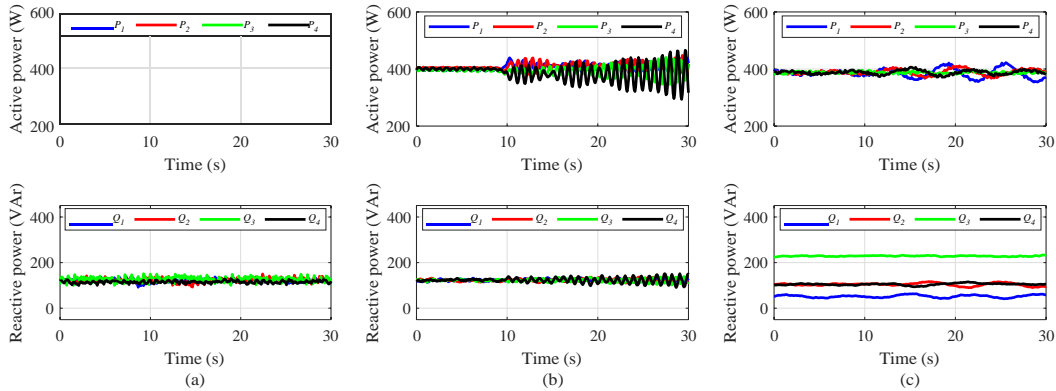 600
P1 P2 P3 P4
400
200
0 10 20 30
Active power (W)
Time (s)
600
P1 P2 P3 P4
400
200
0 10 20 30
Active power (W)
Time (s)
600
P1 P2 P3 P4
400
200
0 10 20 30
Active power (W)
Time (s)
400
Q1 Q2 Q3 Q4
200
0
0 10 20 30
Reactive power (VAr)
Time (s)
(a)
400
Q1 Q2 Q3 Q4
200
0
0 10 20 30
Reactive power (VAr)
Time (s)
(b)
400
Q1 Q2 Q3 Q4
200
0
0 10 20 30
Reactive power (VAr)
Time (s)
(c)